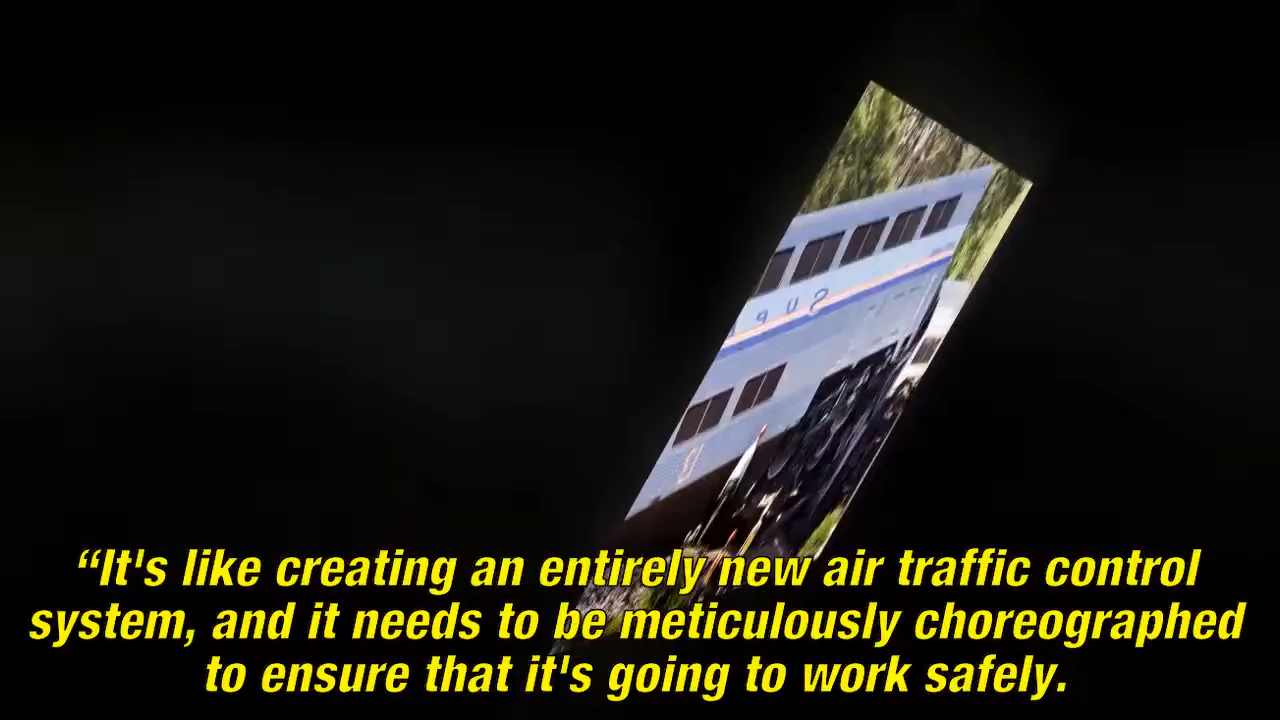 “It's like creating an entirely new air traffic control
system, and it needs to be meticulously choreographed
to ensure that it's going to work safely.